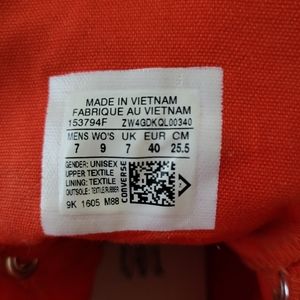 MADE IN VIETNAM
FABRIQUE AU VIETNAM
153794F ZW4GDKQL00340
MENS WO'S UK EUR CM
7 9 7 40 25.5
GENDER: UNISEX
UPPER: TEXTILE
LINING: TEXTILE
OUTSOLE: TEXTILE/RUBBER
9K 1605 M88
CONVERSE